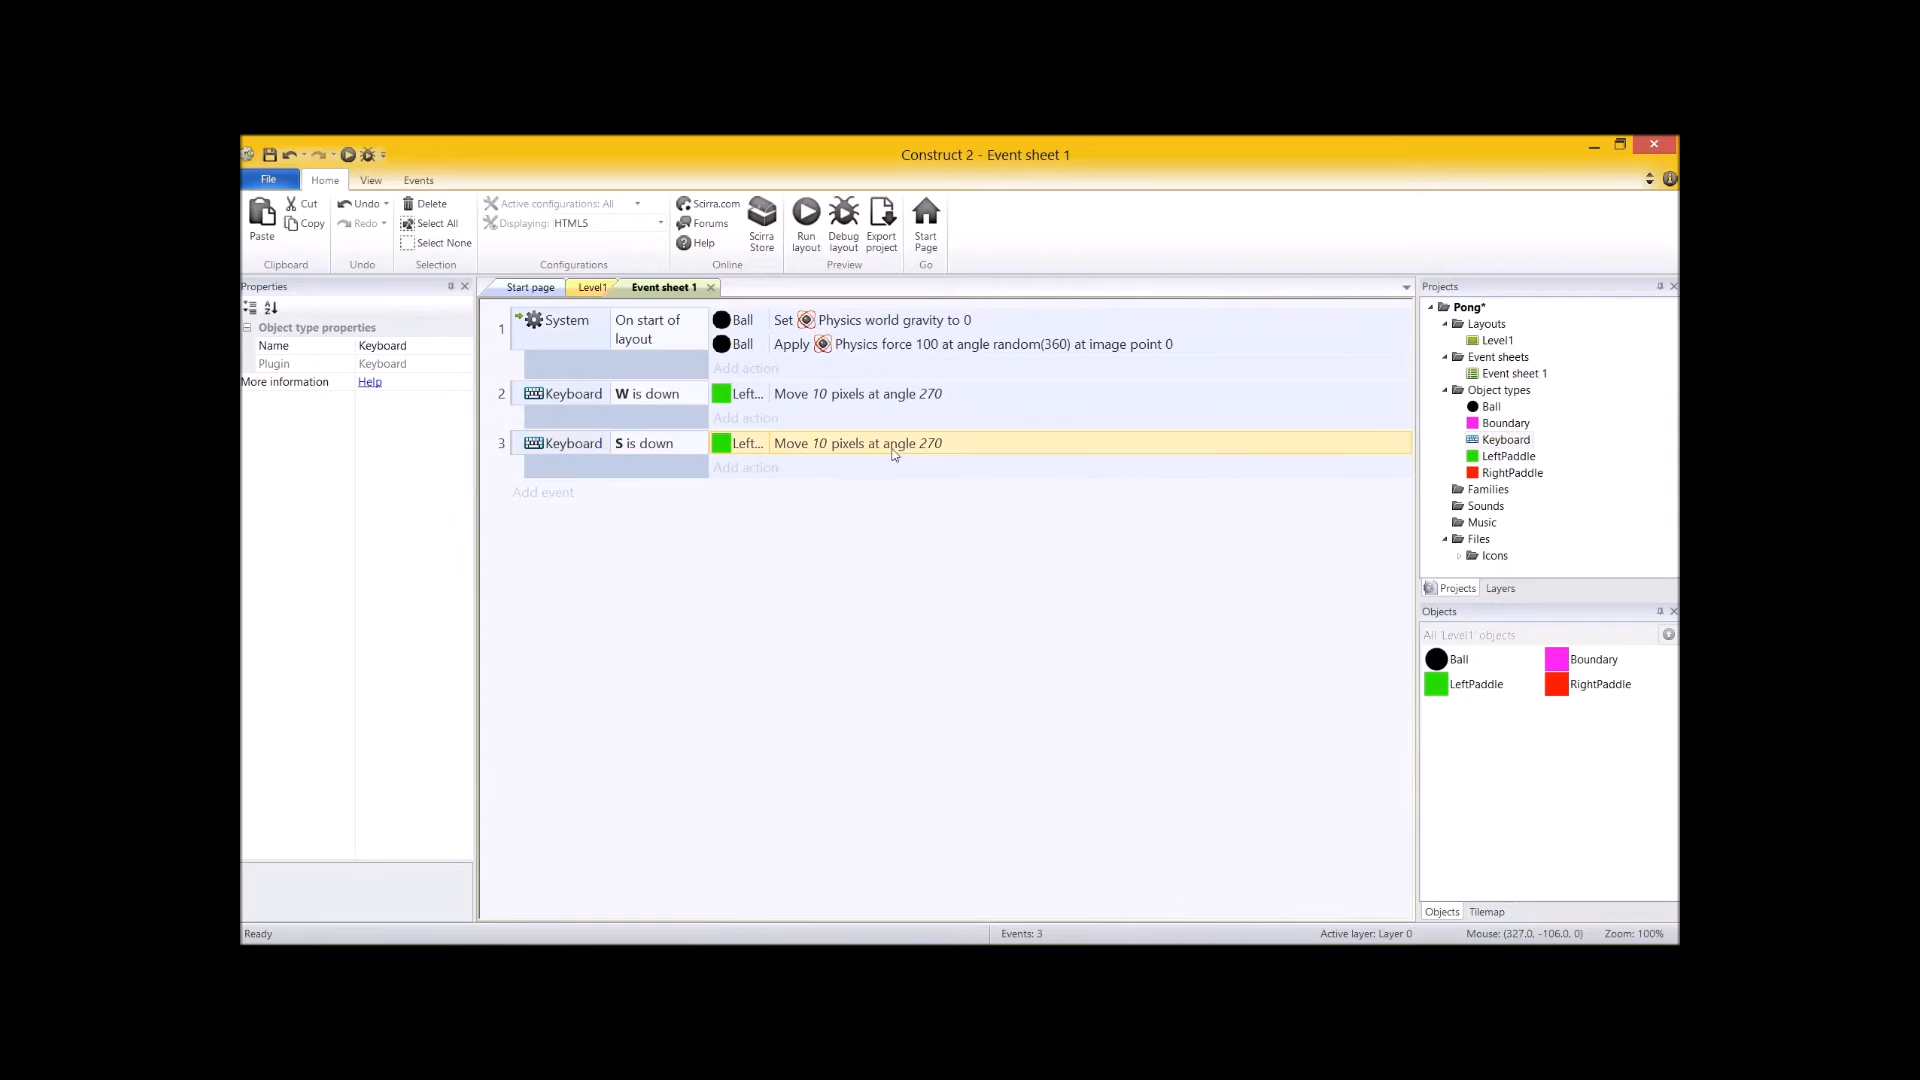 Construct 2 - Event sheet 1
File Home View Events
Paste Cut Copy
Clipboard
Undo
Redo
Undo
Delete
Select All
Select None
Selection
Active configurations: All
Displaying: HTML5
Configurations
Scirra.com
Forums
Help
Scirra Store
Online
Run layout
Debug layout
Export project
Preview
Start Page
Go
Properties
Object type properties
Name Keyboard
Plugin Keyboard
More information Help
Start page Level1 Event sheet 1
1 System On start of layout Ball Set Physics world gravity to 0
Ball Apply Physics force 100 at angle random(360) at image point 0
Add action
2 Keyboard W is down Left... Move 10 pixels at angle 270
Add action
3 Keyboard S is down Left... Move 10 pixels at angle 270
Add action
Add event
Projects
Pong*
Layouts
Level1
Event sheets
Event sheet 1
Object types
Ball
Boundary
Keyboard
LeftPaddle
RightPaddle
Families
Sounds
Music
Files
Icons
Projects Layers
Objects
All 'Level1' objects
Ball Boundary
LeftPaddle RightPaddle
Objects Tilemap
Ready Events: 3 Active layer: Layer 0 Mouse: (327.0, -106.0, 0) Zoom: 100%